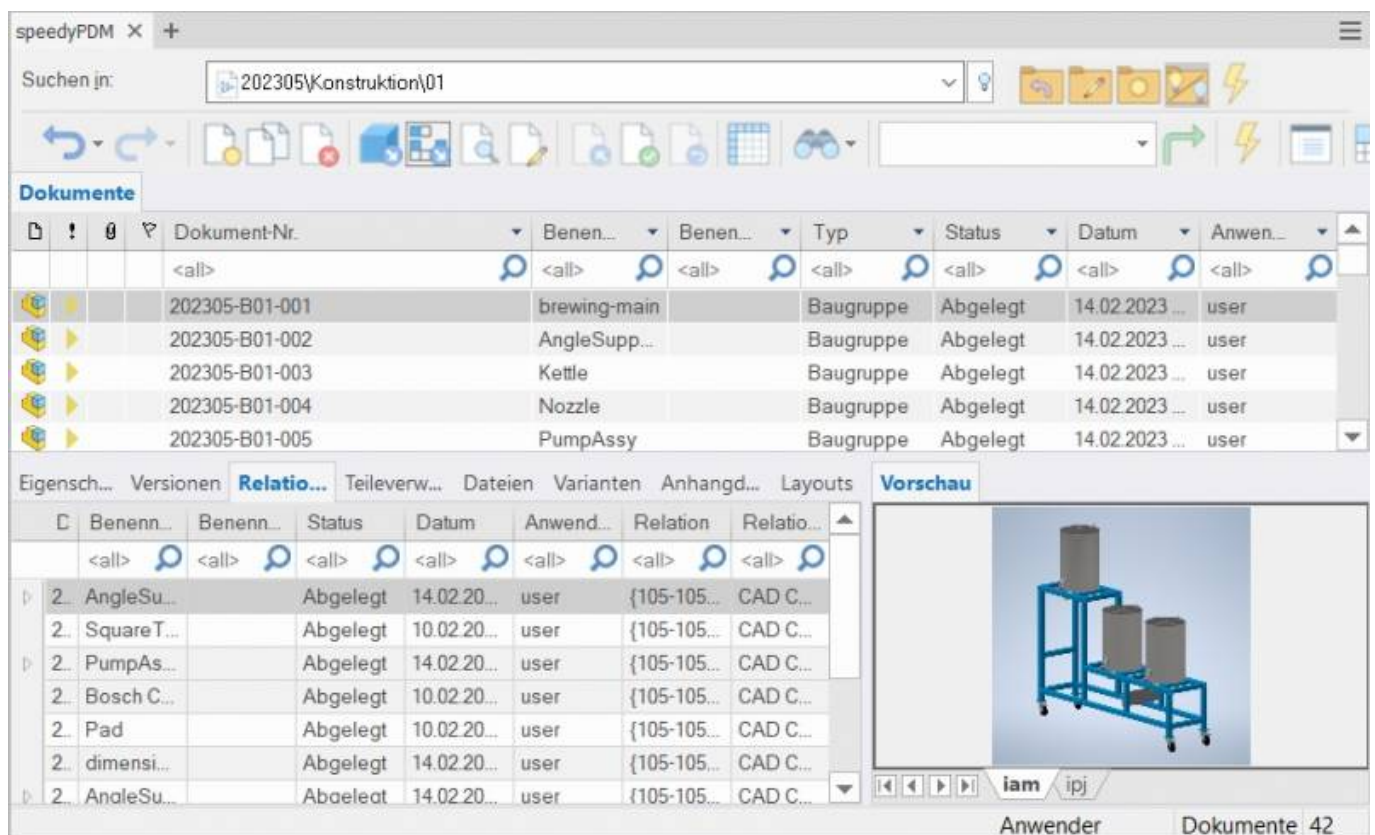 speedyPDM
Suchen in: 202305\Konstruktion\01
Dokumente
Dokument-Nr. Benen... Benen... Typ Status Datum Anwen...
<all> <all> <all> <all> <all> <all> <all>
202305-B01-001 brewing-main Baugruppe Abgelegt 14.02.2023 ... user
202305-B01-002 AngleSupp... Baugruppe Abgelegt 14.02.2023 ... user
202305-B01-003 Kettle Baugruppe Abgelegt 14.02.2023 ... user
202305-B01-004 Nozzle Baugruppe Abgelegt 14.02.2023 ... user
202305-B01-005 PumpAssy Baugruppe Abgelegt 14.02.2023 ... user
Eigensch... Versionen Relatio... Teileverw... Dateien Varianten Anhangd... Layouts Vorschau
Benenn... Benenn... Status Datum Anwend... Relation Relatio...
<all> <all> <all> <all> <all> <all> <all>
2... AngleSu... Abgelegt 14.02.20... user {105-105... CAD C...
2... SquareT... Abgelegt 10.02.20... user {105-105... CAD C...
2... PumpAs... Abgelegt 14.02.20... user {105-105... CAD C...
2... Bosch C... Abgelegt 10.02.20... user {105-105... CAD C...
2... Pad Abgelegt 10.02.20... user {105-105... CAD C...
2... dimensi... Abgelegt 14.02.20... user {105-105... CAD C...
2... AngleSu... Abgelegt 14.02.20... user {105-105... CAD C...
iam ipj
Anwender Dokumente 42